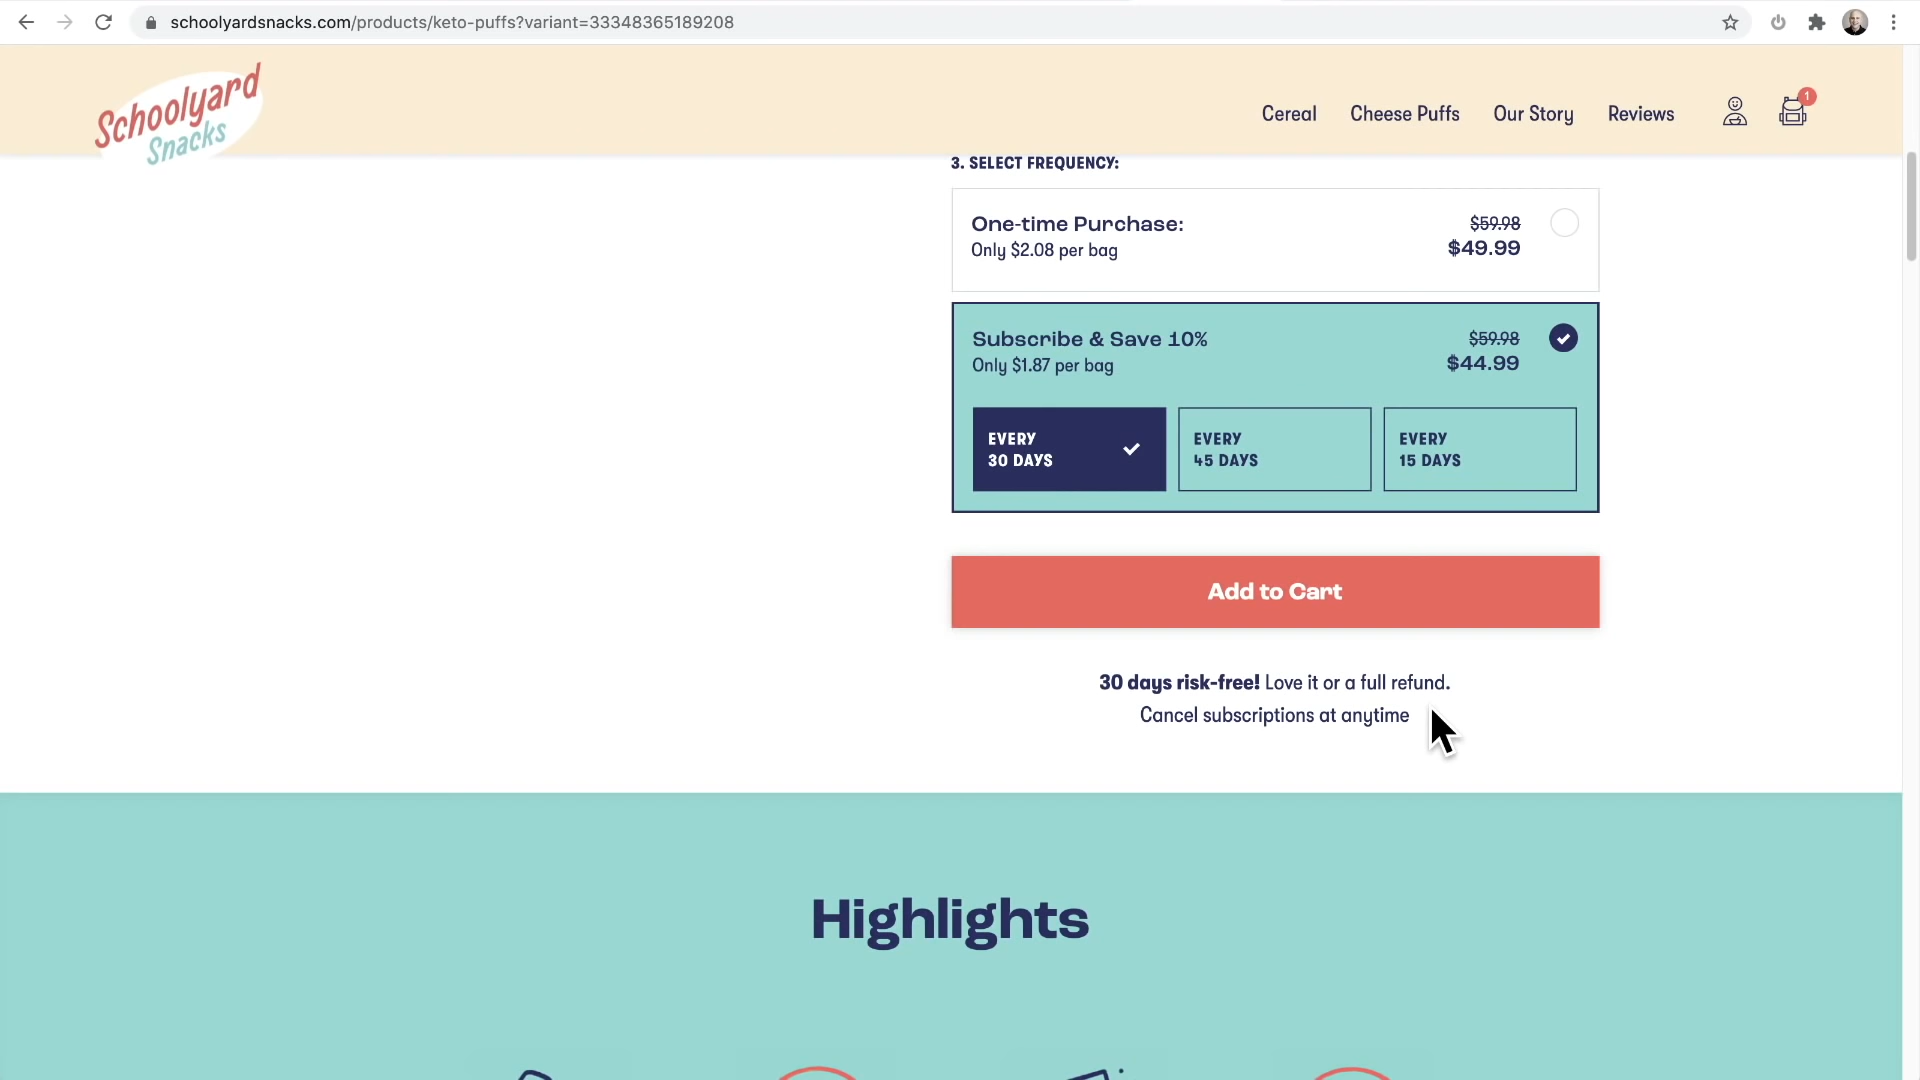 schoolyardsnacks.com/products/keto-puffs?variant=33348365189208
Schoolyard
Snacks
Cereal
Cheese Puffs
Our Story
Reviews
1
3. SELECT FREQUENCY:
One-time Purchase:
$59.98
Only $2.08 per bag
$49.99
Subscribe & Save 10%
$59.98
Only $1.87 per bag
$44.99
EVERY
30 DAYS
EVERY
45 DAYS
EVERY
15 DAYS
Add to Cart
30 days risk-free! Love it or a full refund.
Cancel subscriptions at anytime
Highlights